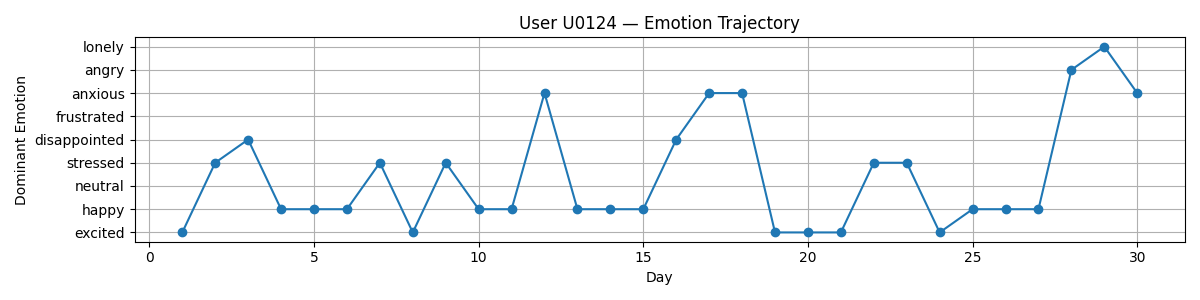 User U0124 — Emotion Trajectory
Dominant Emotion
lonely
angry
anxious
frustrated
disappointed
stressed
neutral
happy
excited
0 5 10 15 20 25 30
Day